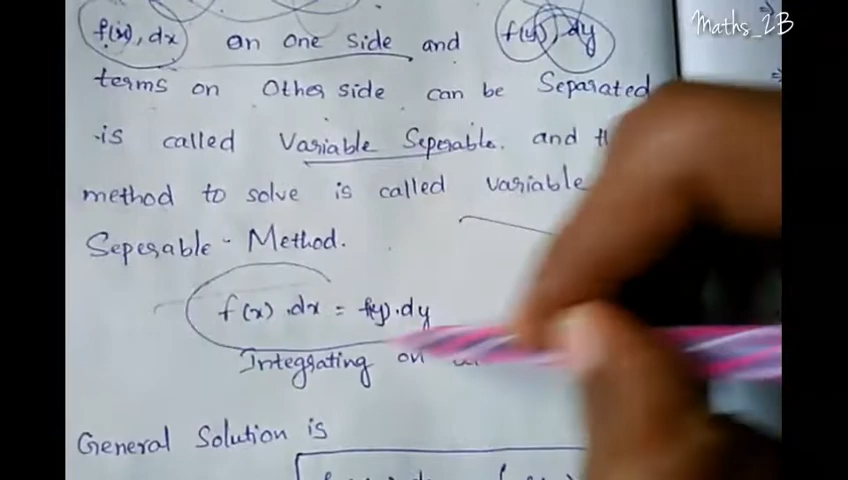 Maths_2B
f(x), dx on one side and f(y), dy
terms on Other side can be Separated
is called Variable Seperable. and
method to solve is called variable
Seperable - Method.
f(x) .dx = f(y).dy
Integrating on
General Solution is